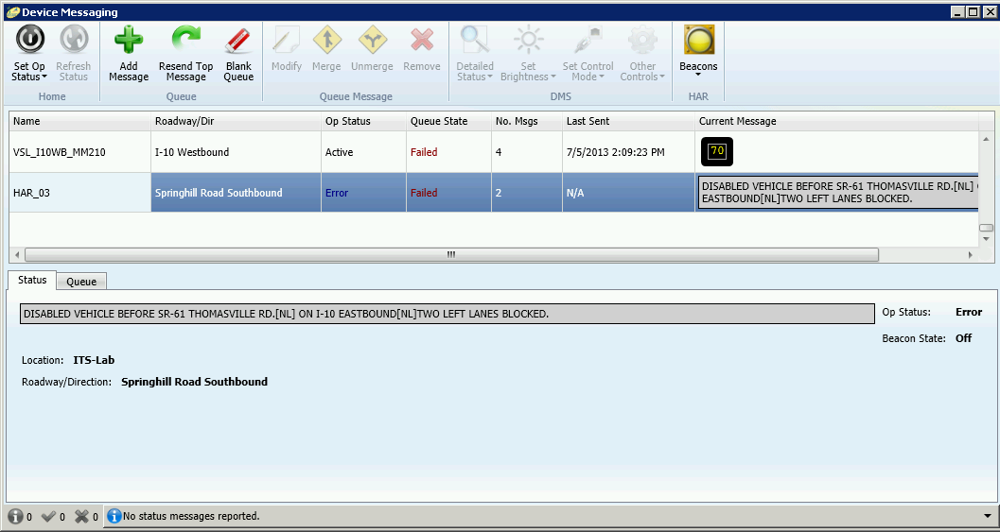 Device Messaging
Set Op Status
Refresh Status
Add Message
Resend Top Message
Blank Queue
Modify
Merge
Unmerge
Remove
Detailed Status
Set Brightness
Set Control Mode
Other Controls
Beacons
Home
Queue
Queue Message
DMS
HAR
Name Roadway/Dir Op Status Queue State No. Msgs Last Sent Current Message
VSL_I10WB_MM210 I-10 Westbound Active Failed 4 7/5/2013 2:09:23 PM 70
HAR_03 Springhill Road Southbound Error Failed 2 N/A DISABLED VEHICLE BEFORE SR-61 THOMASVILLE RD.[NL]
EASTBOUND[NL]TWO LEFT LANES BLOCKED.
Status Queue
DISABLED VEHICLE BEFORE SR-61 THOMASVILLE RD.[NL] ON I-10 EASTBOUND[NL]TWO LEFT LANES BLOCKED.
Op Status: Error
Beacon State: Off
Location: ITS-Lab
Roadway/Direction: Springhill Road Southbound
0 0 0 No status messages reported.